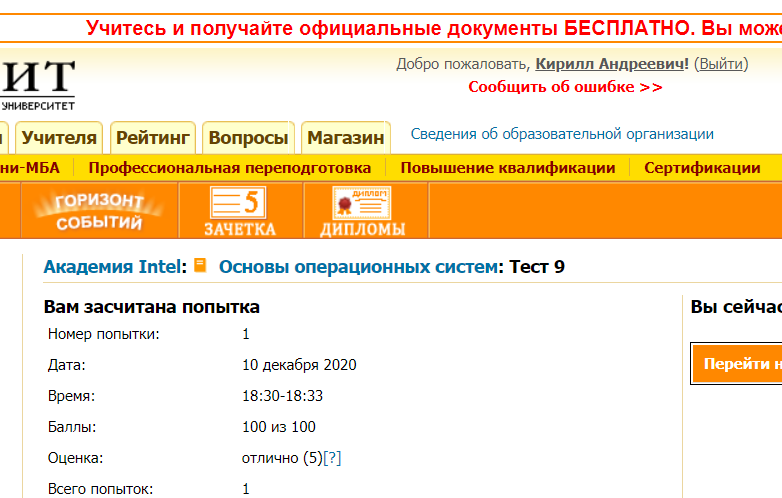 Учитесь и получайте официальные документы БЕСПЛАТНО. Вы може
ИТ
УНИВЕРСИТЕТ
Добро пожаловать, Кирилл Андреевич! (Выйти)
Сообщить об ошибке >>
Учителя Рейтинг Вопросы Магазин
Сведения об образовательной организации
ни-МБА Профессиональная переподготовка Повышение квалификации Сертификации
ГОРИЗОНТ
СОБЫТИЙ
5
ЗАЧЕТКА
ДИПЛОМ
ДИПЛОМЫ
Академия Intel: Основы операционных систем: Тест 9
Вам засчитана попытка
Номер попытки: 1
Дата: 10 декабря 2020
Время: 18:30-18:33
Баллы: 100 из 100
Оценка: отлично (5)[?]
Всего попыток: 1
Вы сейчас
Перейти н